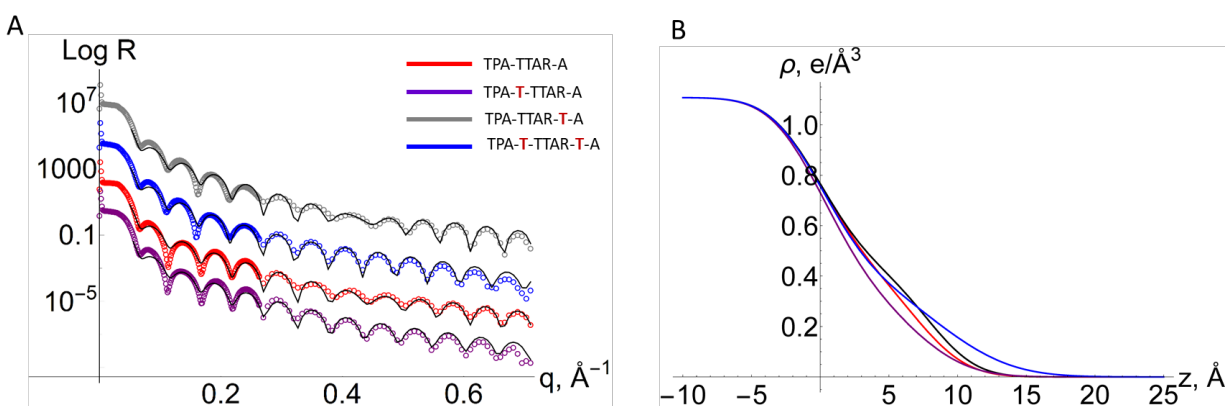 A
Log R
10^7
1000
0.1
10^-5
0.2
0.4
0.6
q, Å^-1
TPA-TTAR-A
TPA-T-TTAR-A
TPA-TTAR-T-A
TPA-T-TTAR-T-A
B
ρ, e/Å^3
1.0
0.8
0.6
0.4
0.2
-10
-5
5
10
15
20
25
z, Å